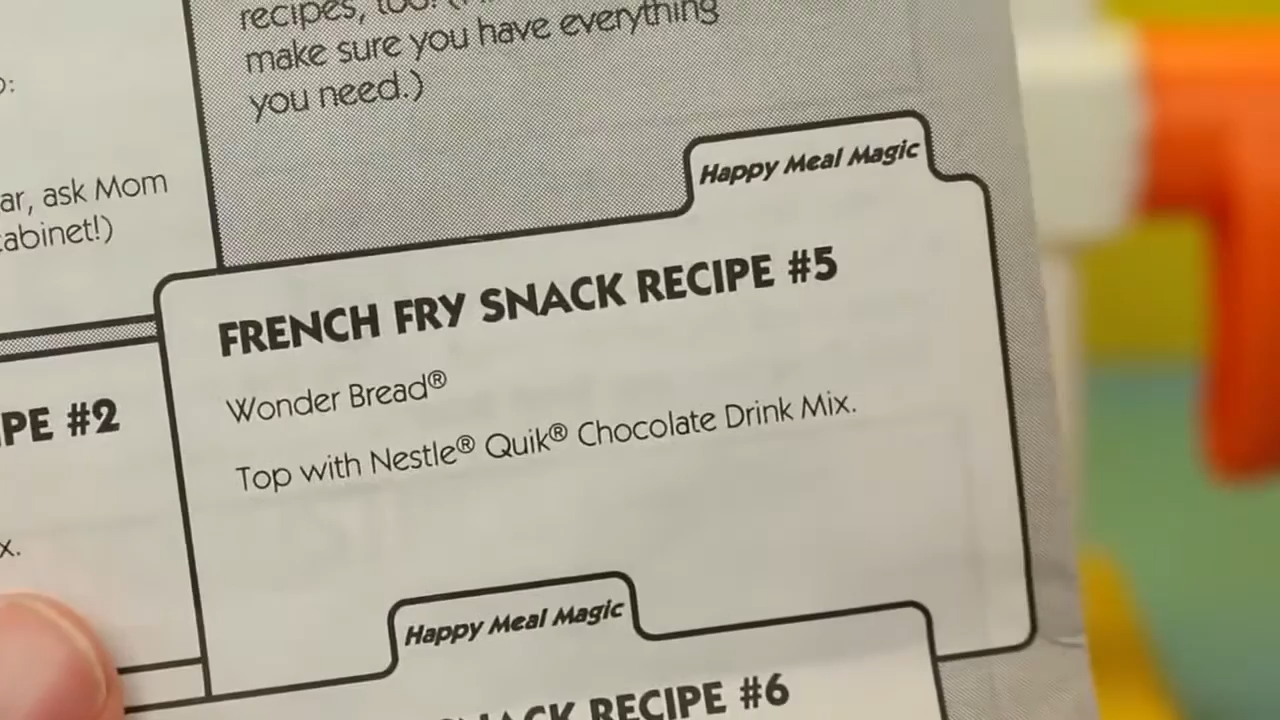 recipes, too! (
make sure you have everything
you need.)
ar, ask Mom
abinet!)
Happy Meal Magic
FRENCH FRY SNACK RECIPE #5
Wonder Bread®
Top with Nestle® Quik® Chocolate Drink Mix.
PE #2
x.
Happy Meal Magic
RECIPE #6